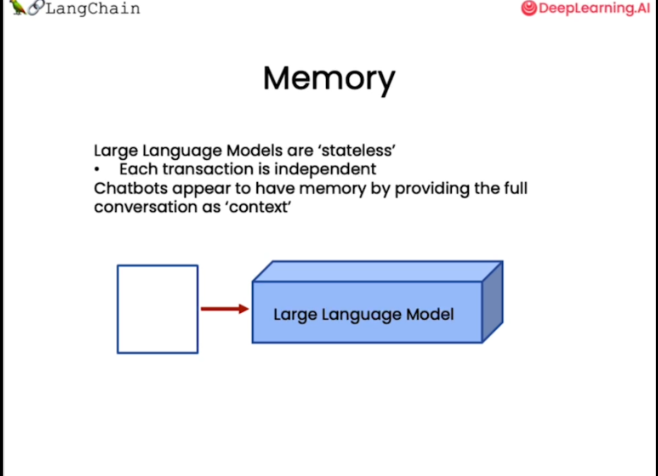 LangChain
DeepLearning.AI
Memory
Large Language Models are ‘stateless’
• Each transaction is independent
Chatbots appear to have memory by providing the full
conversation as ‘context’
Large Language Model